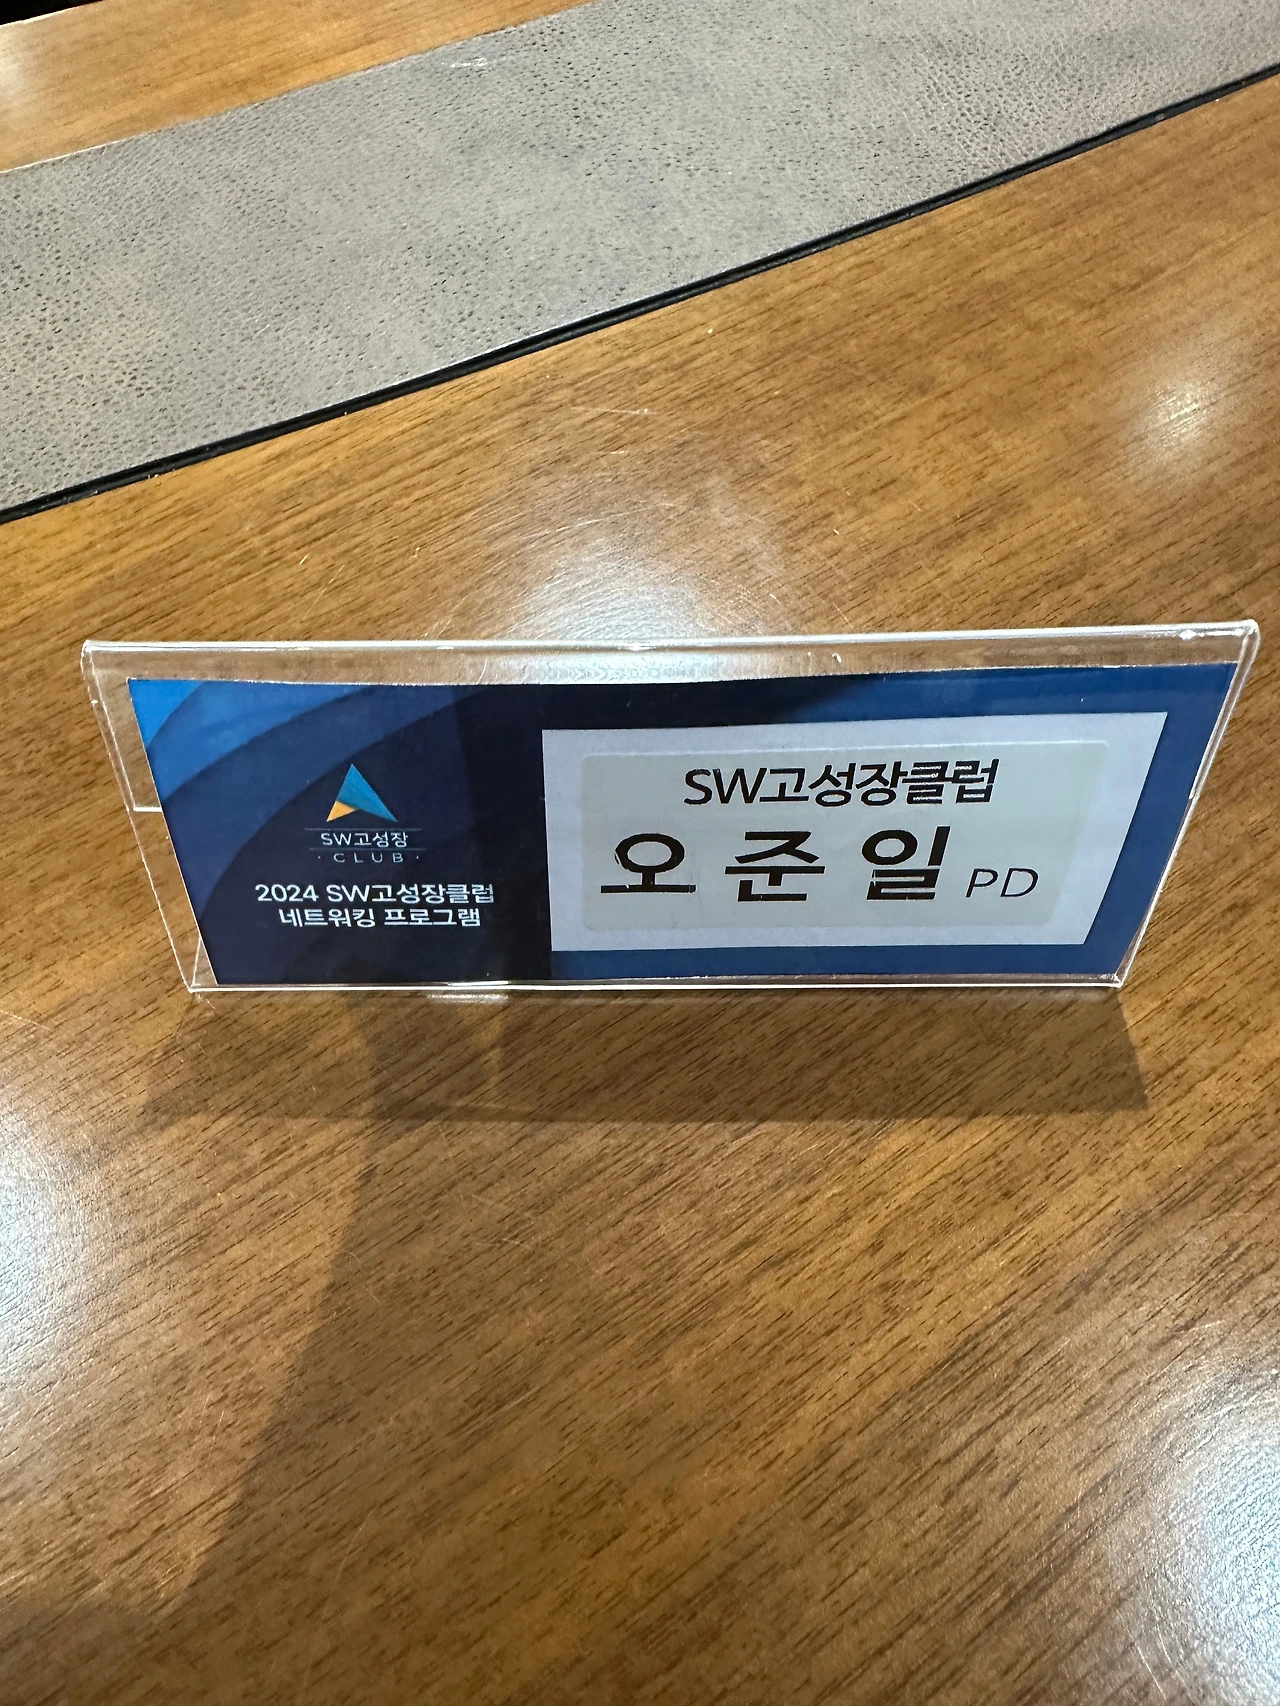 SW고성장
· CLUB ·
2024 SW고성장클럽
네트워킹 프로그램
SW고성장클럽
오준일 PD